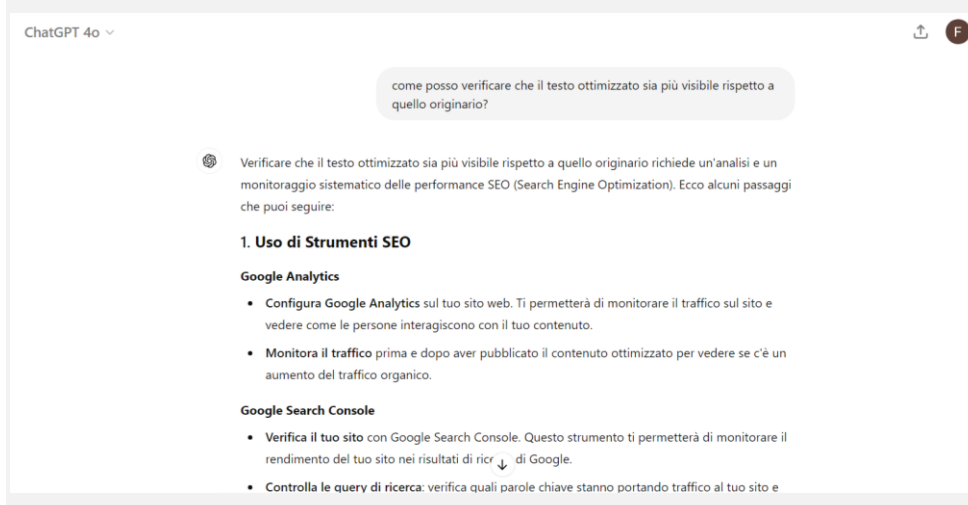 ChatGPT 4o
F
come posso verificare che il testo ottimizzato sia più visibile rispetto a
quello originario?
Verificare che il testo ottimizzato sia più visibile rispetto a quello originario richiede un'analisi e un
monitoraggio sistematico delle performance SEO (Search Engine Optimization). Ecco alcuni passaggi
che puoi seguire:
1. Uso di Strumenti SEO
Google Analytics
• Configura Google Analytics sul tuo sito web. Ti permetterà di monitorare il traffico sul sito e
vedere come le persone interagiscono con il tuo contenuto.
• Monitora il traffico prima e dopo aver pubblicato il contenuto ottimizzato per vedere se c'è un
aumento del traffico organico.
Google Search Console
• Verifica il tuo sito con Google Search Console. Questo strumento ti permetterà di monitorare il
rendimento del tuo sito nei risultati di di Google.
• Controlla le query di ricerca: verifica quali parole chiave stanno portando traffico al tuo sito e